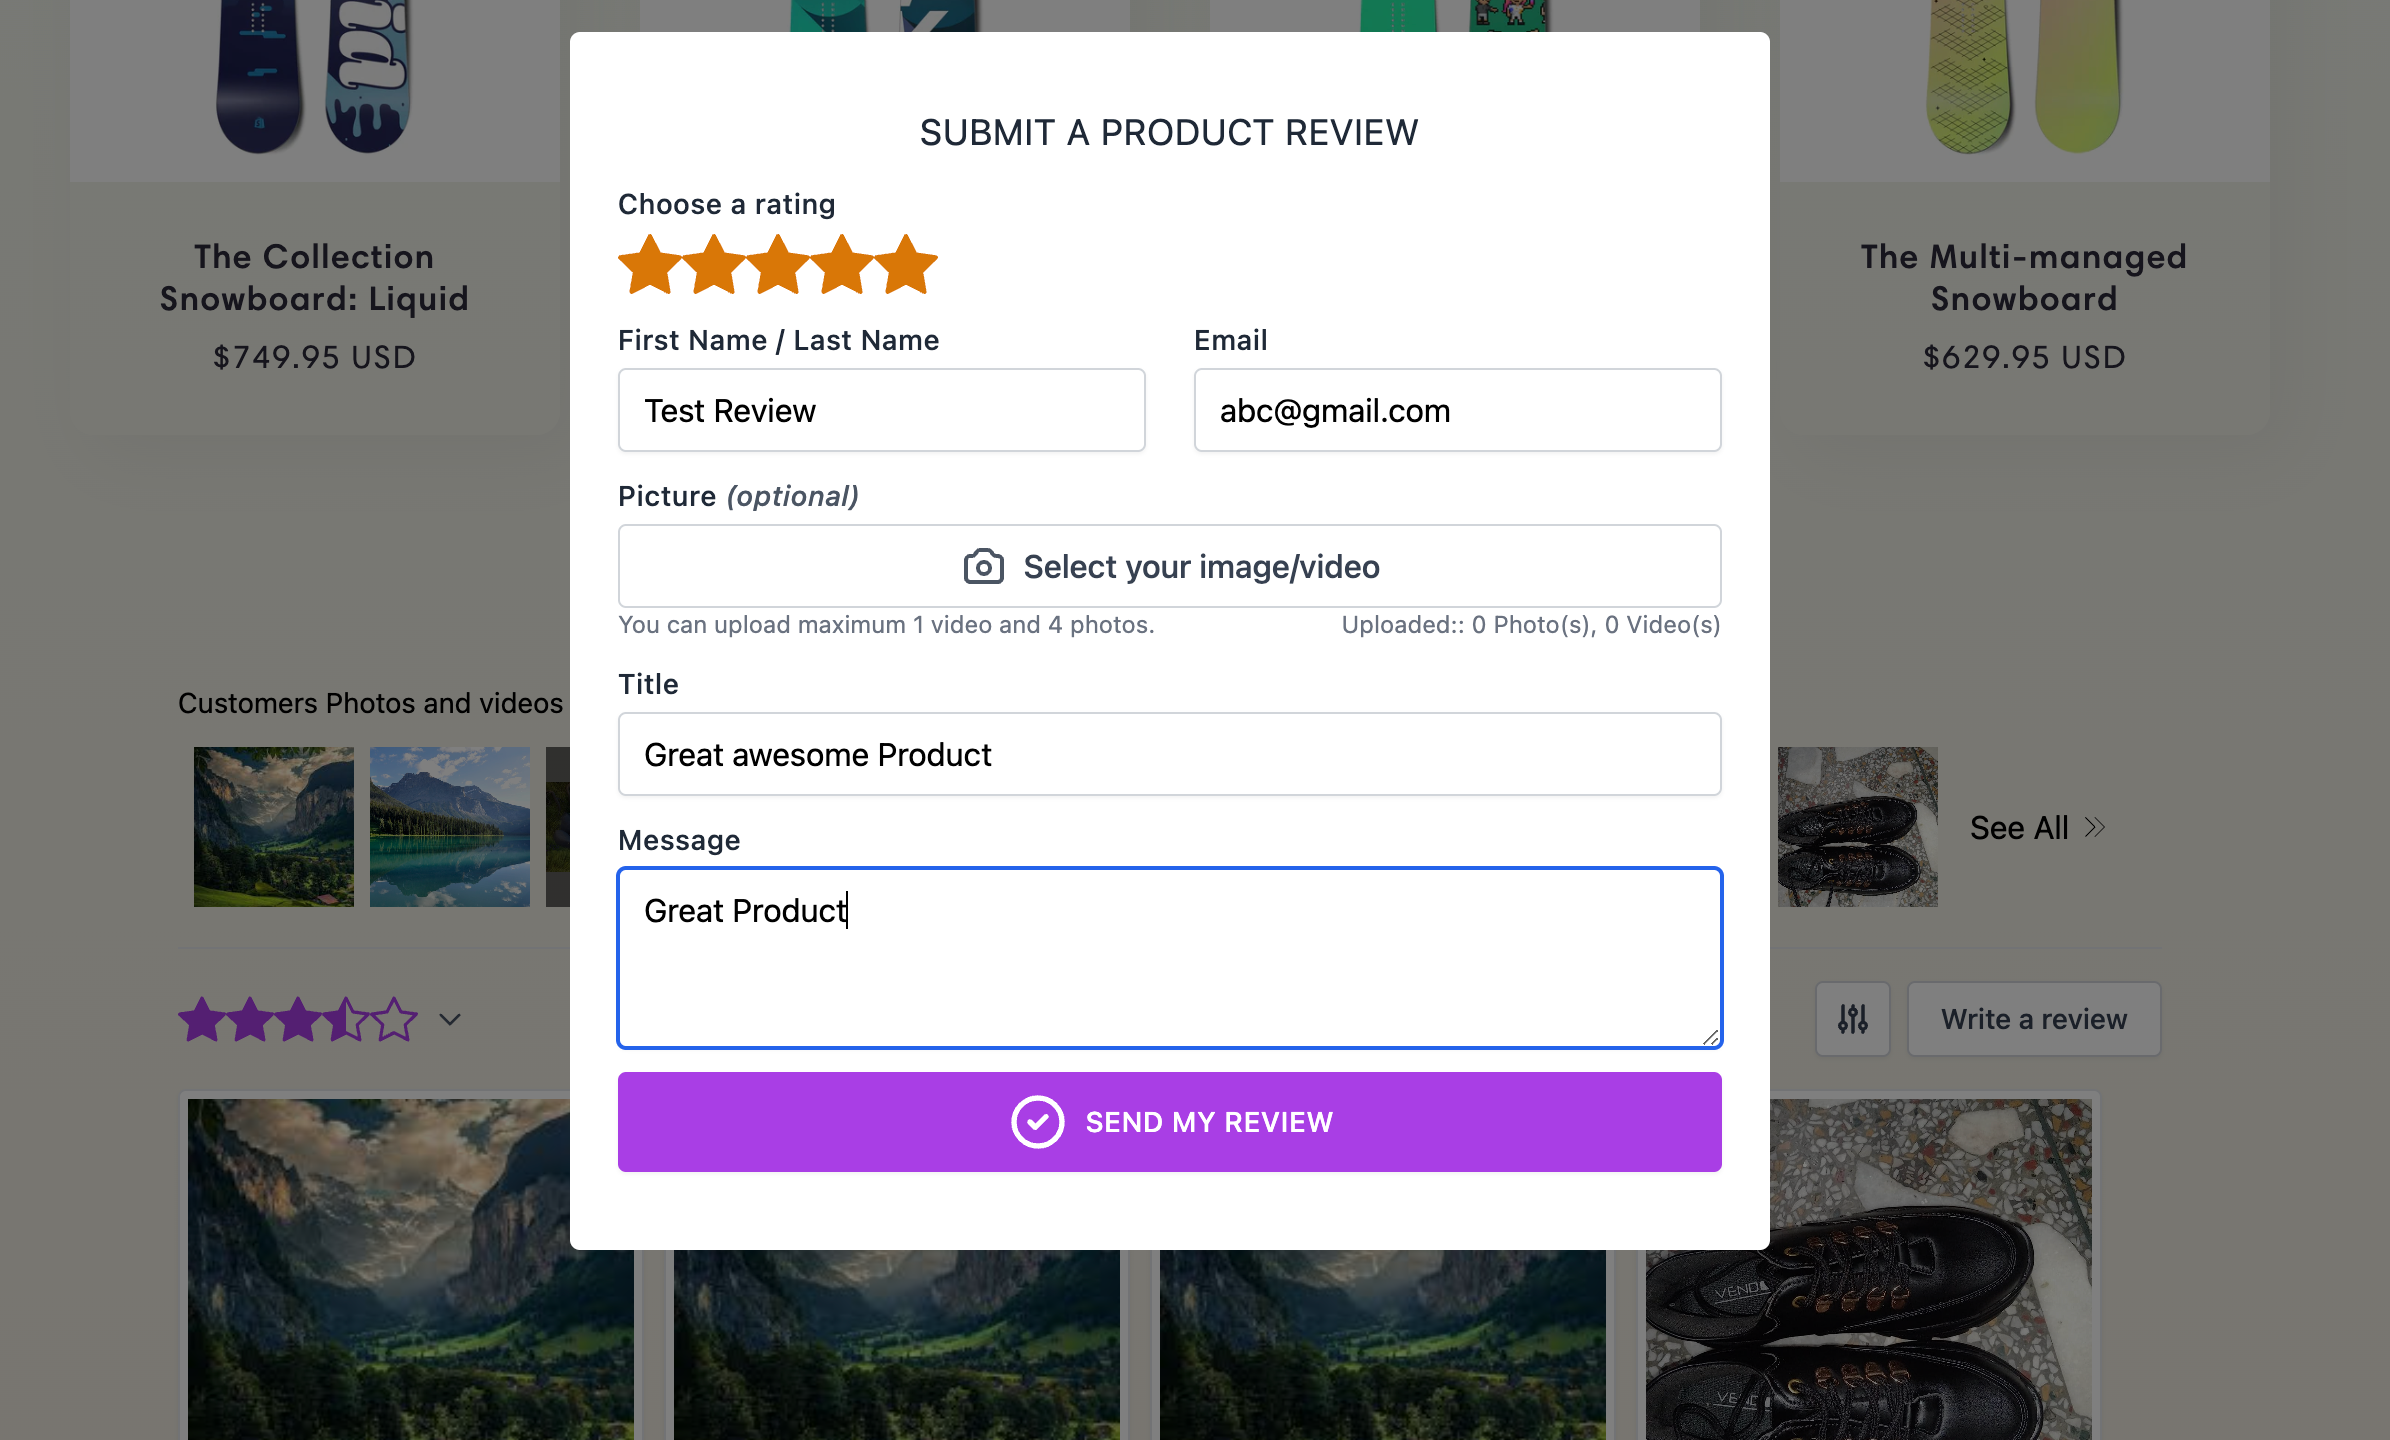 SUBMIT A PRODUCT REVIEW
Choose a rating
First Name / Last Name
Email
Test Review
abc@gmail.com
Picture (optional)
Select your image/video
You can upload maximum 1 video and 4 photos.
Uploaded:: 0 Photo(s), 0 Video(s)
Title
Great awesome Product
Message
Great Product
SEND MY REVIEW
The Collection
Snowboard: Liquid
$749.95 USD
The Multi-managed
Snowboard
$629.95 USD
Customers Photos and videos
See All
Write a review